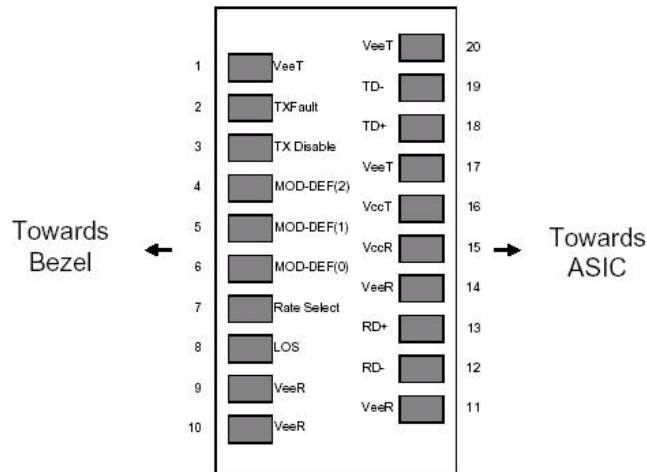 VeeT 20
1 VeeT
TD- 19
2 TXFault
TD+ 18
3 TX Disable
VeeT 17
4 MOD-DEF(2)
VccT 16
5 MOD-DEF(1)
Towards
Bezel
VccR 15
Towards
ASIC
6 MOD-DEF(0)
VeeR 14
7 Rate Select
RD+ 13
8 LOS
RD- 12
9 VeeR
VeeR 11
10 VeeR